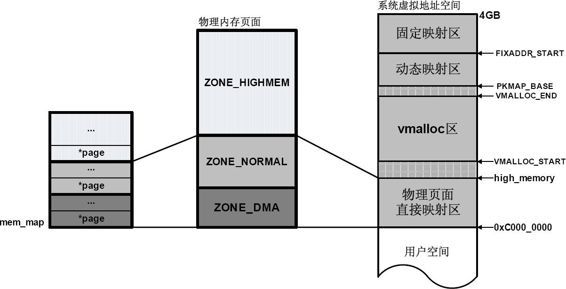 mem_map
...
*page
...
*page
...
*page
物理内存页面
ZONE_HIGHMEM
ZONE_NORMAL
ZONE_DMA
系统虚拟地址空间
4GB
固定映射区
FIXADDR_START
动态映射区
PKMAP_BASE
VMALLOC_END
vmalloc区
VMALLOC_START
high_memory
物理页面
直接映射区
0xC000_0000
用户空间